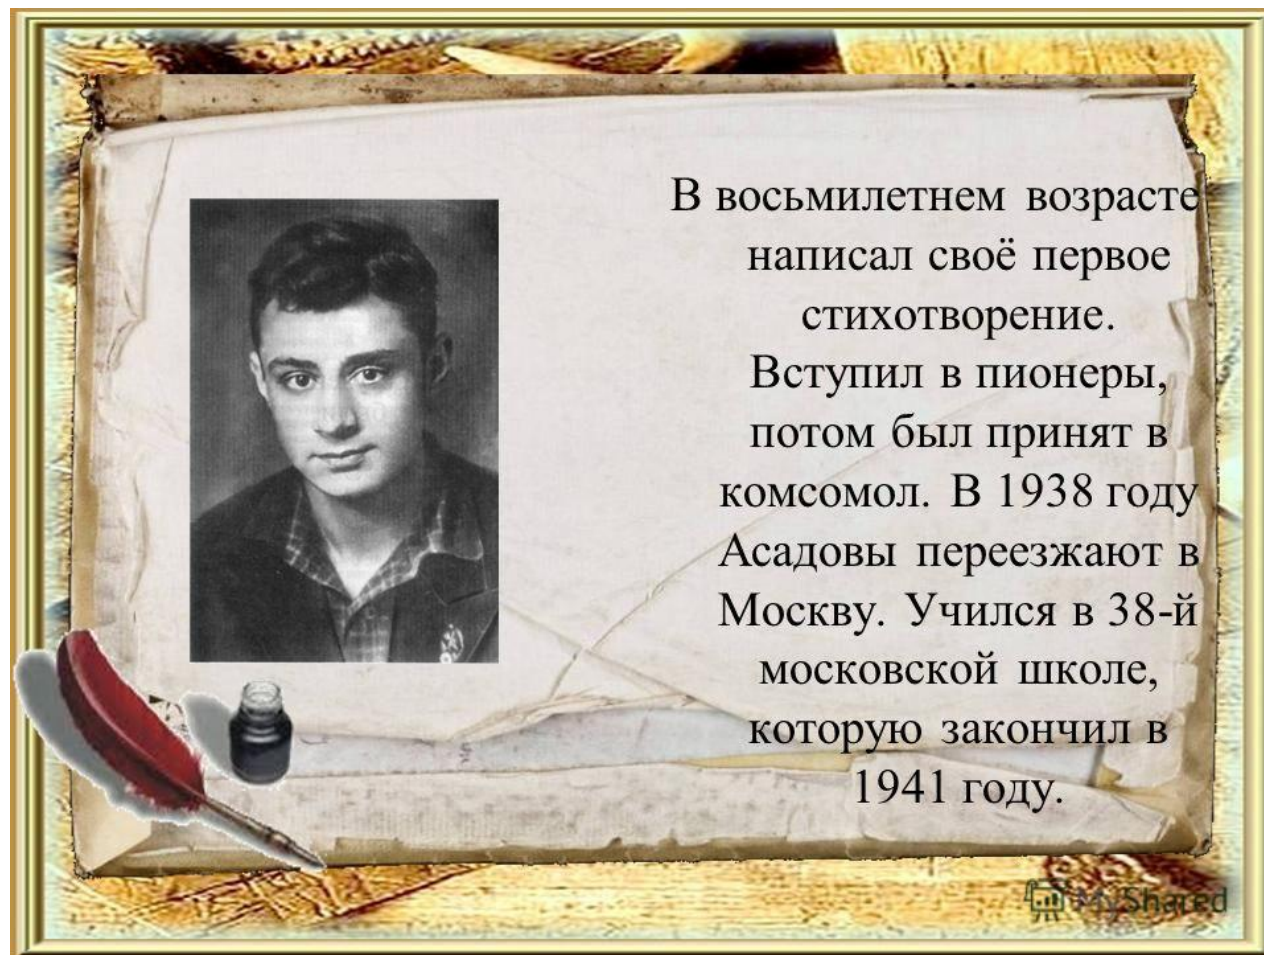 В восьмилетнем возрасте
написал своё первое
стихотворение.
Вступил в пионеры,
потом был принят в
комсомол. В 1938 году
Асадовы переезжают в
Москву. Учился в 38-й
московской школе,
которую закончил в
1941 году.
MyShared